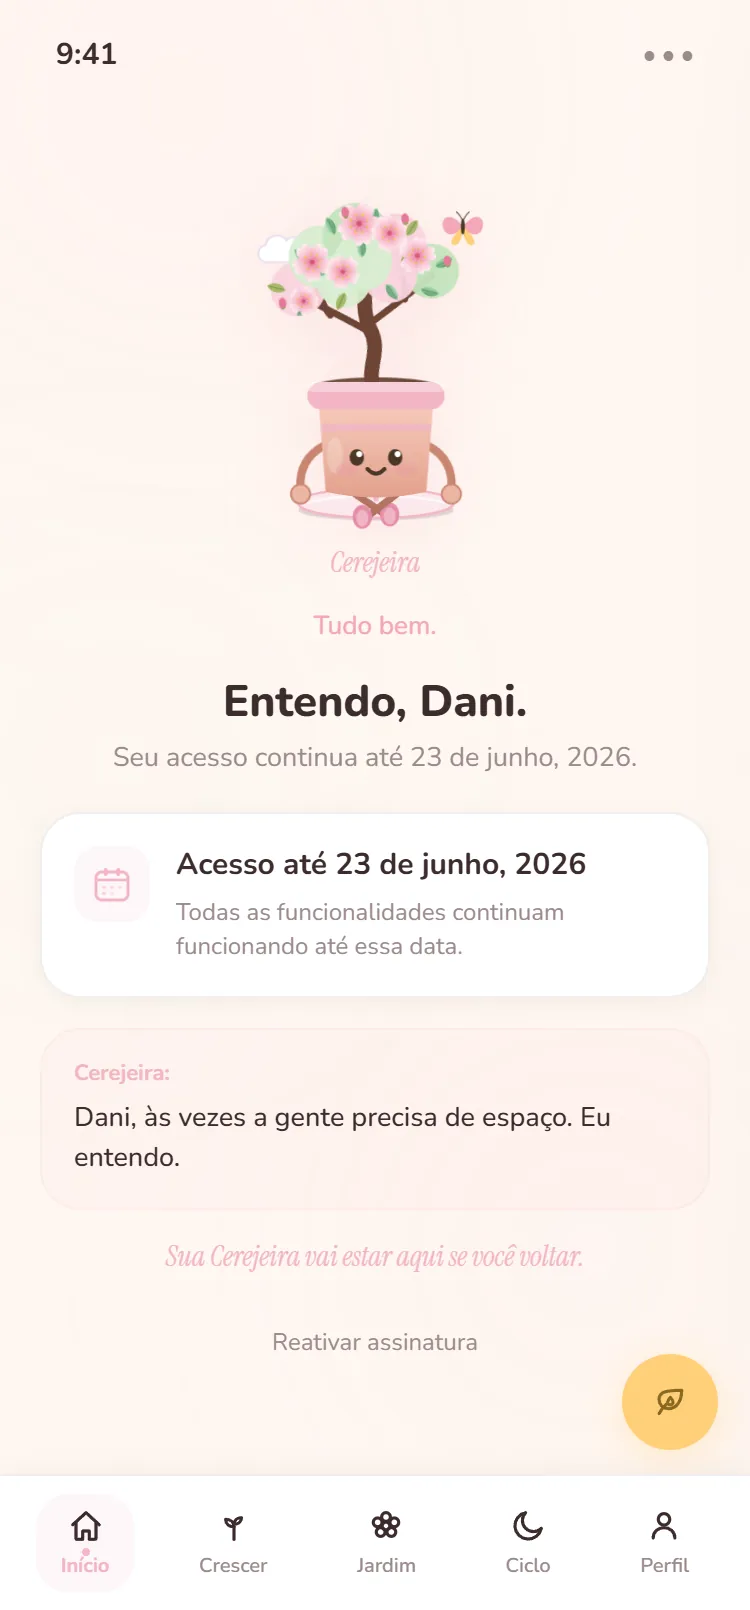 9:41
Cerejeira
Tudo bem.
Entendo, Dani.
Seu acesso continua até 23 de junho, 2026.
Acesso até 23 de junho, 2026
Todas as funcionalidades continuam
funcionando até essa data.
Cerejeira:
Dani, às vezes a gente precisa de espaço. Eu
entendo.
Sua Cerejeira vai estar aqui se você voltar.
Reativar assinatura
Início
Crescer
Jardim
Ciclo
Perfil